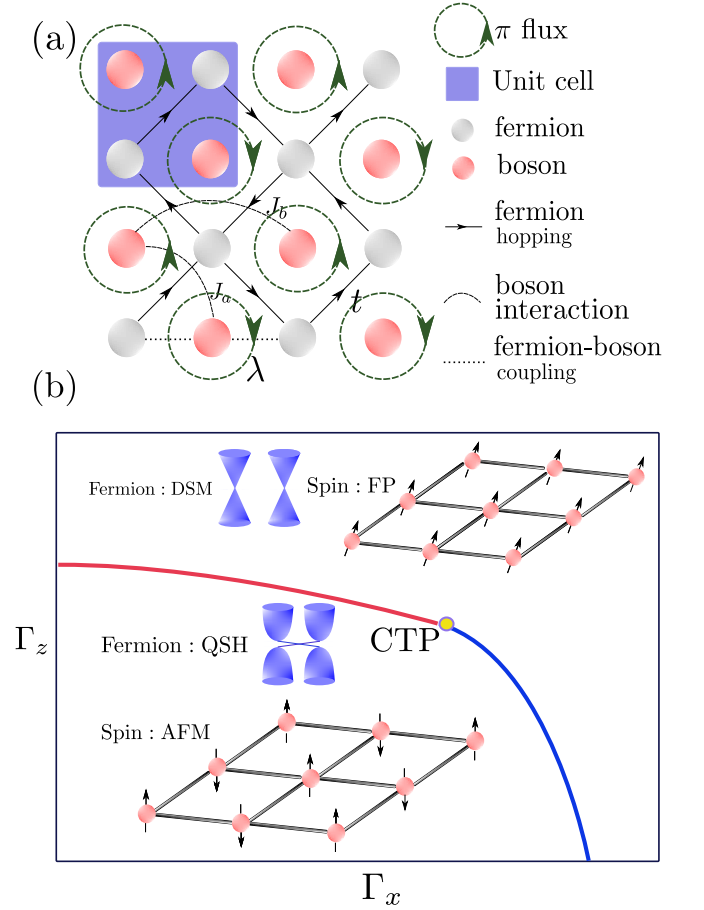 (a)
π flux
Unit cell
fermion
boson
fermion
hopping
J_b
J_a
t
boson
interaction
fermion-boson
coupling
λ
(b)
Fermion : DSM
Spin : FP
Γ_z
Fermion : QSH
CTP
Spin : AFM
Γ_x